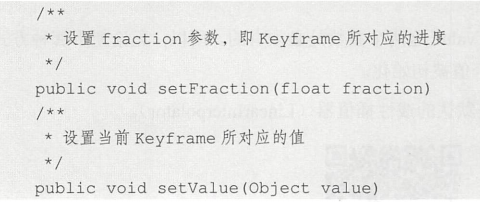 /**
* 设置 fraction 参数，即 Keyframe 所对应的进度
*/
public void setFraction(float fraction)
/**
* 设置当前 Keyframe 所对应的值
*/
public void setValue(Object value)